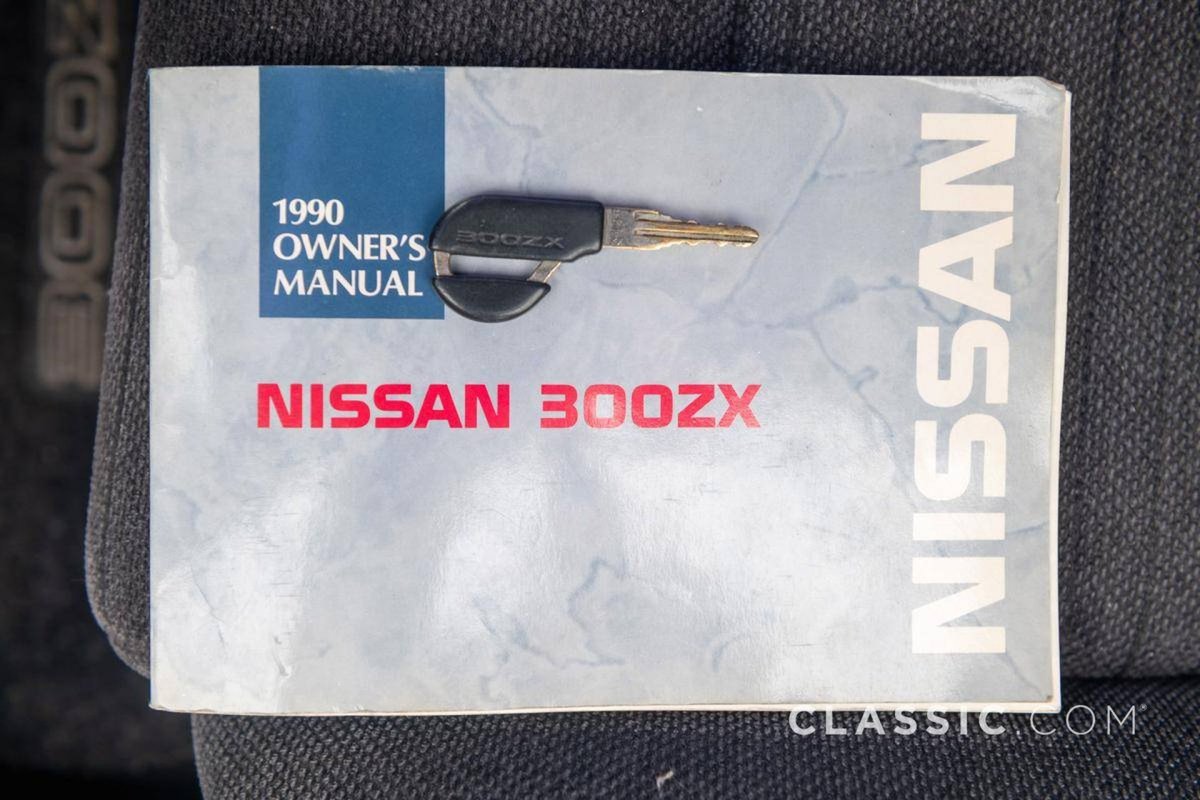 1990
OWNER'S
MANUAL
300ZX
NISSAN 300ZX
NISSAN
300ZX
CLASSIC.COM®